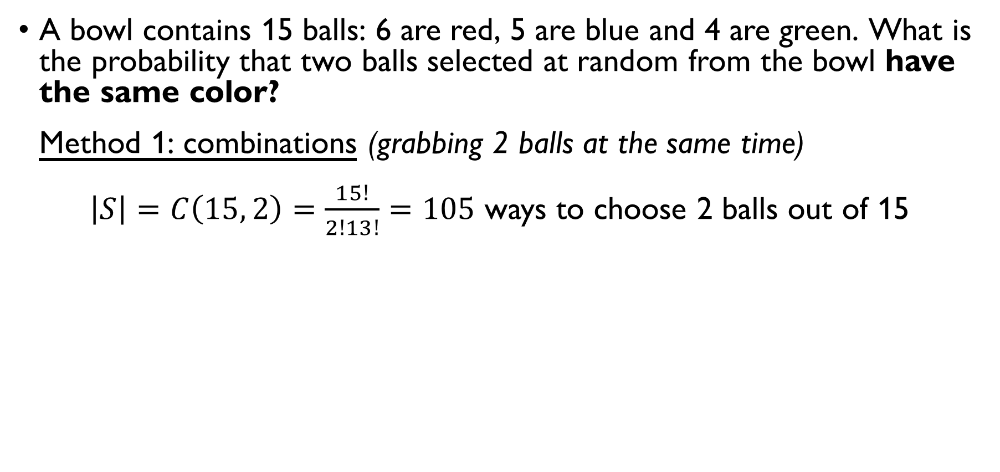 • A bowl contains 15 balls: 6 are red, 5 are blue and 4 are green. What is
the probability that two balls selected at random from the bowl have
the same color?
Method 1: combinations (grabbing 2 balls at the same time)
|S| = C(15, 2) = 15!/2!13! = 105 ways to choose 2 balls out of 15